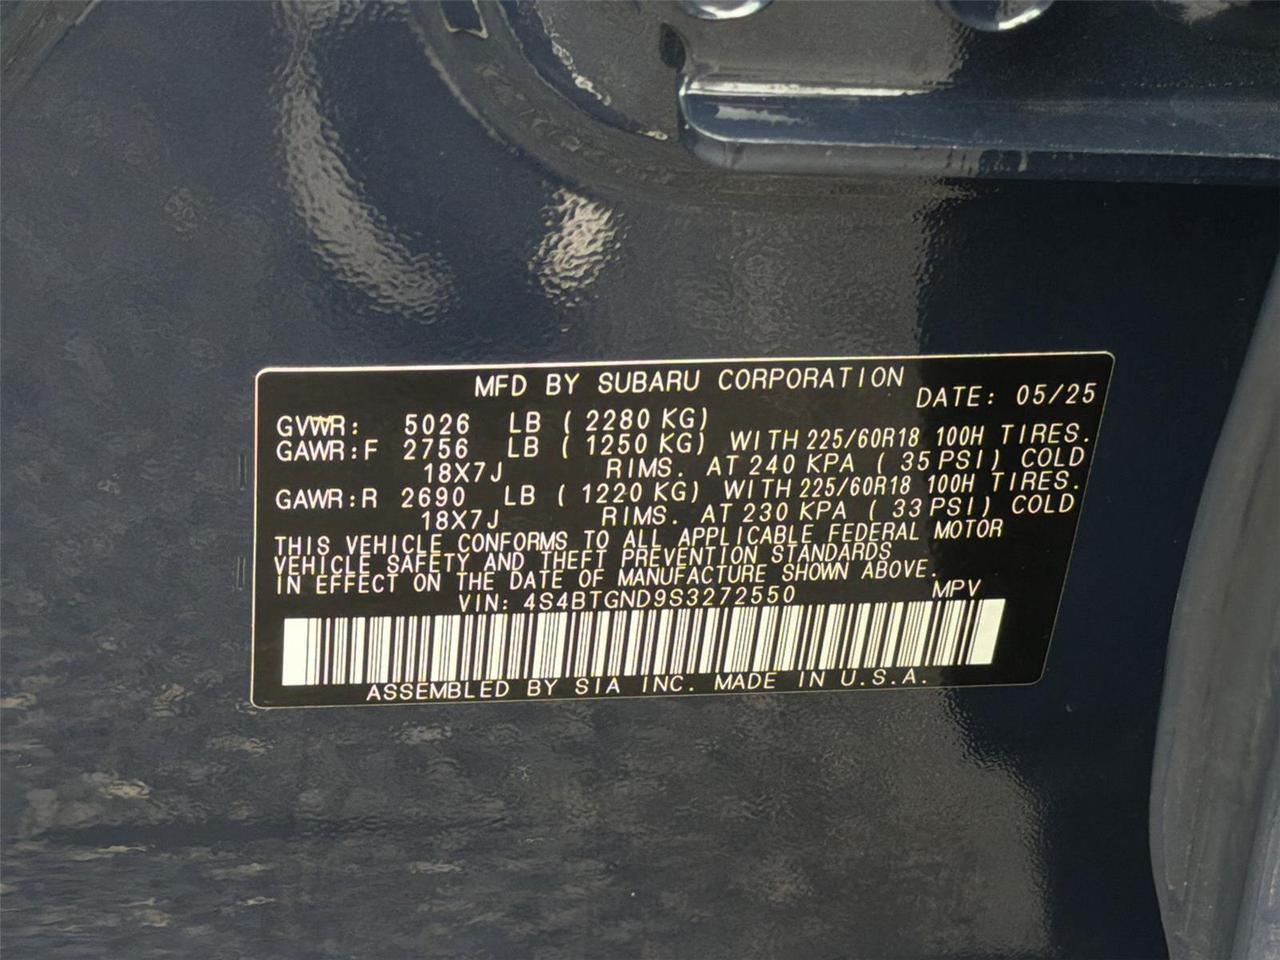 MFD BY SUBARU CORPORATION
DATE: 05/25
GVWR: 5026 LB ( 2280 KG)
GAWR:F 2756 LB ( 1250 KG) WITH 225/60R18 100H TIRES.
18X7J RIMS. AT 240 KPA ( 35 PSI) COLD
GAWR:R 2690 LB ( 1220 KG) WITH 225/60R18 100H TIRES.
18X7J RIMS. AT 230 KPA ( 33 PSI) COLD
THIS VEHICLE CONFORMS TO ALL APPLICABLE FEDERAL MOTOR
VEHICLE SAFETY AND THEFT PREVENTION STANDARDS
IN EFFECT ON THE DATE OF MANUFACTURE SHOWN ABOVE.
VIN: 4S4BTGND9S3272550 MPV
ASSEMBLED BY SIA INC. MADE IN U.S.A.